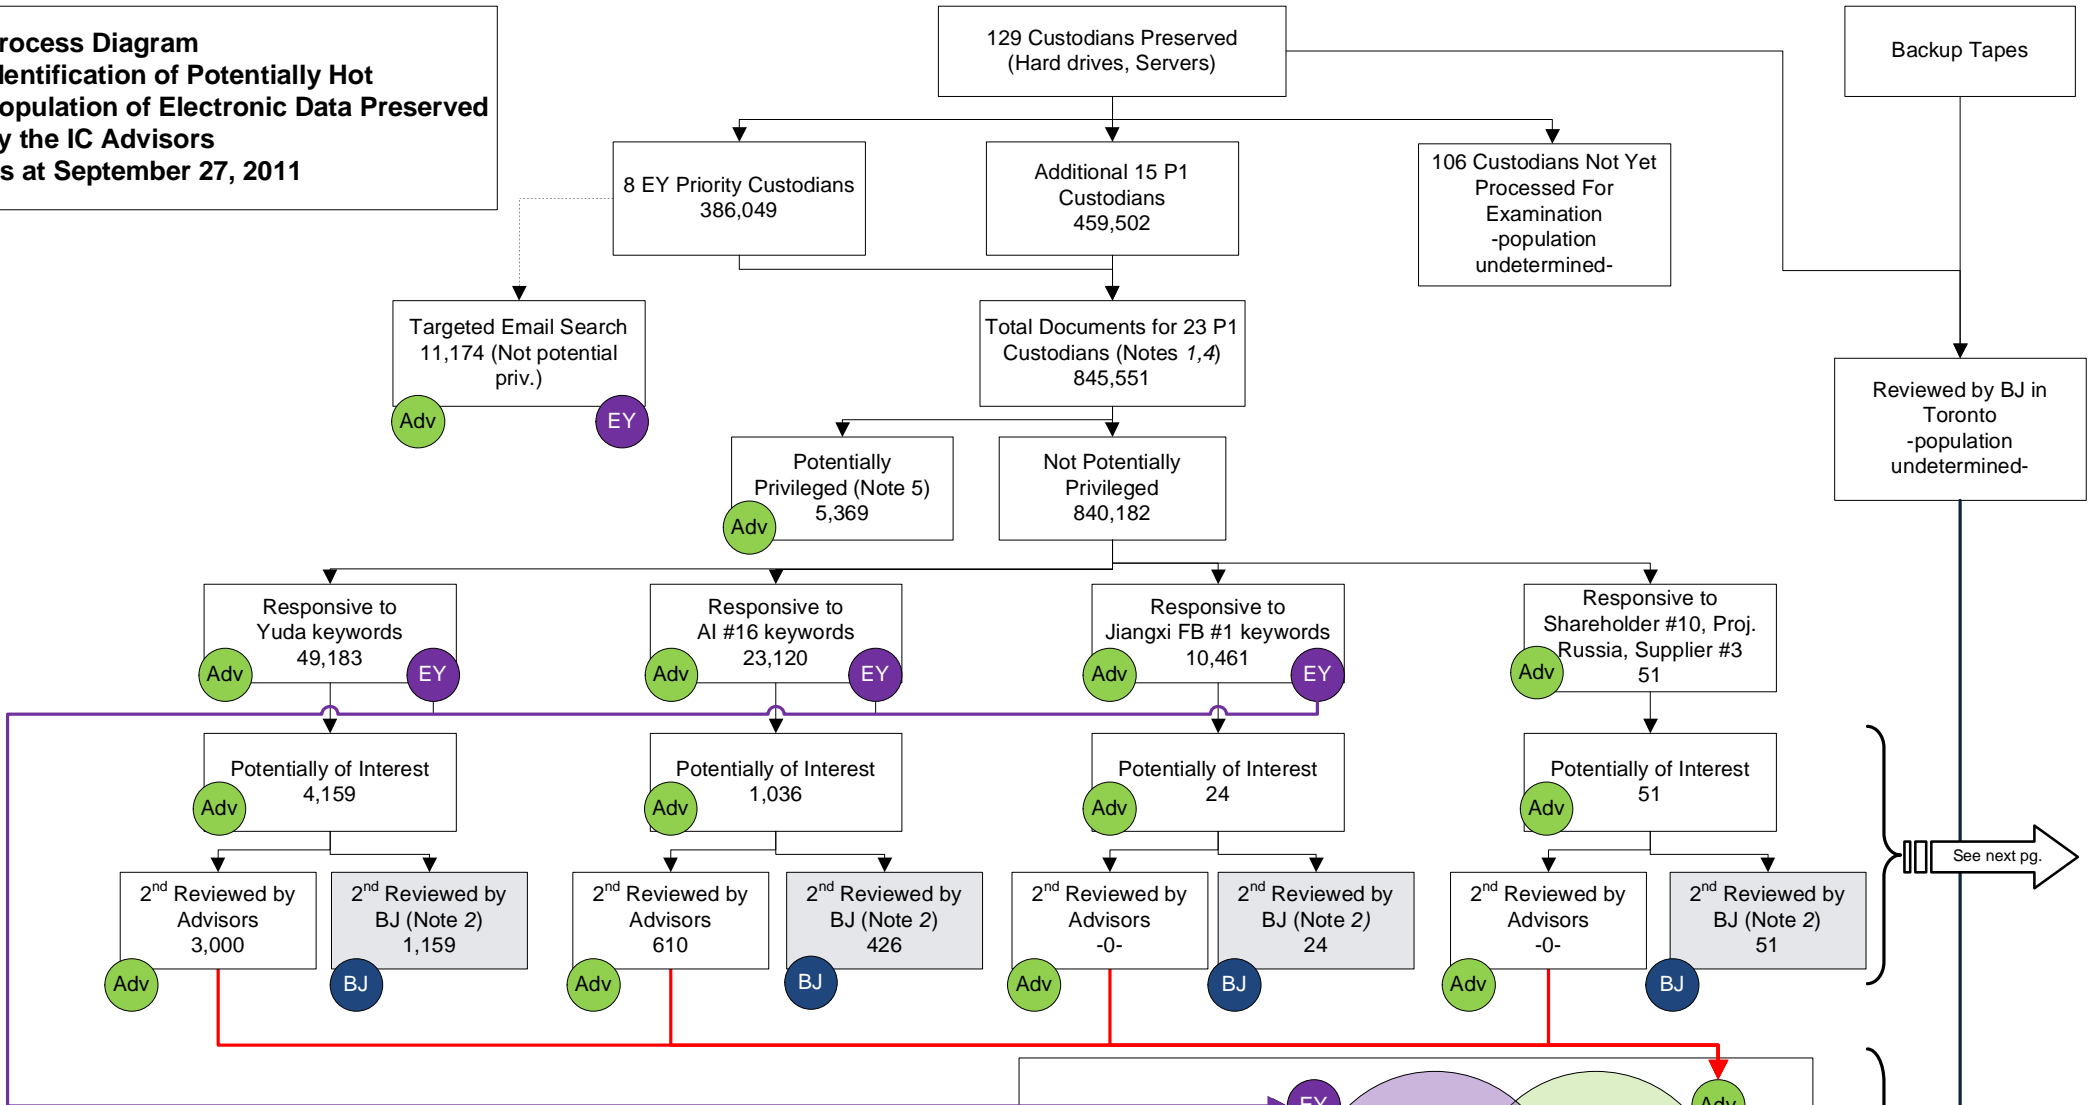 rocess Diagram
entification of Potentially Hot
opulation of Electronic Data Preserved
y the IC Advisors
s at September 27, 2011
129 Custodians Preserved
(Hard drives, Servers)
Backup Tapes
8 EY Priority Custodians
386,049
Additional 15 P1
Custodians
459,502
106 Custodians Not Yet
Processed For
Examination
-population
undetermined-
Targeted Email Search
11,174 (Not potential
priv.)
Adv
EY
Total Documents for 23 P1
Custodians (Notes 1,4)
845,551
Reviewed by BJ in
Toronto
-population
undetermined-
Potentially
Privileged (Note 5)
5,369
Adv
Not Potentially
Privileged
840,182
Responsive to
Yuda keywords
49,183
Adv
EY
Responsive to
AI #16 keywords
23,120
Adv
EY
Responsive to
Jiangxi FB #1 keywords
10,461
Adv
EY
Responsive to
Shareholder #10, Proj.
Russia, Supplier #3
51
Adv
Potentially of Interest
4,159
Adv
Potentially of Interest
1,036
Adv
Potentially of Interest
24
Adv
Potentially of Interest
51
Adv
See next pg.
2nd Reviewed by
Advisors
3,000
Adv
2nd Reviewed by
BJ (Note 2)
1,159
BJ
2nd Reviewed by
Advisors
610
Adv
2nd Reviewed by
BJ (Note 2)
426
BJ
2nd Reviewed by
Advisors
-0-
Adv
2nd Reviewed by
BJ (Note 2)
24
BJ
2nd Reviewed by
Advisors
-0-
Adv
2nd Reviewed by
BJ (Note 2)
51
BJ
EY
Adv